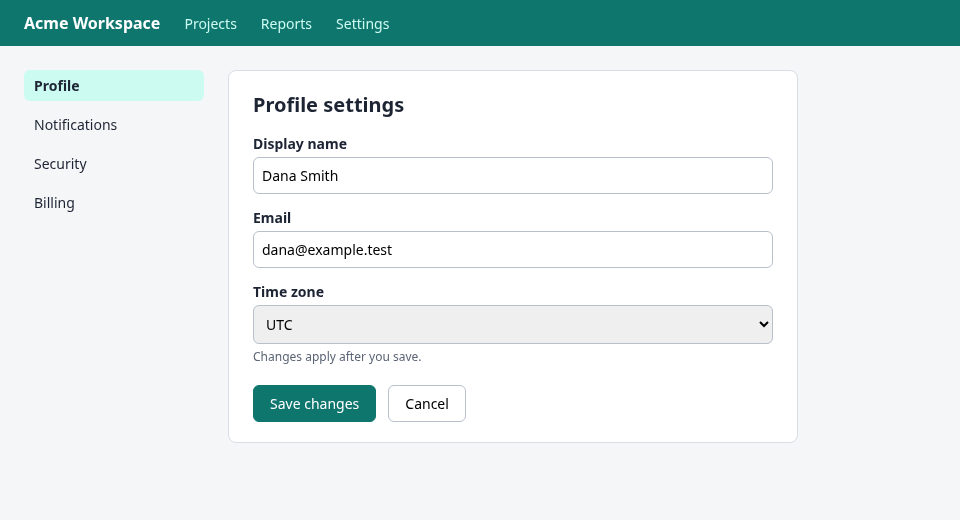 Acme Workspace Projects Reports Settings
Profile
Notifications
Security
Billing
Profile settings
Display name
Dana Smith
Email
dana@example.test
Time zone
UTC
Changes apply after you save.
Save changes Cancel